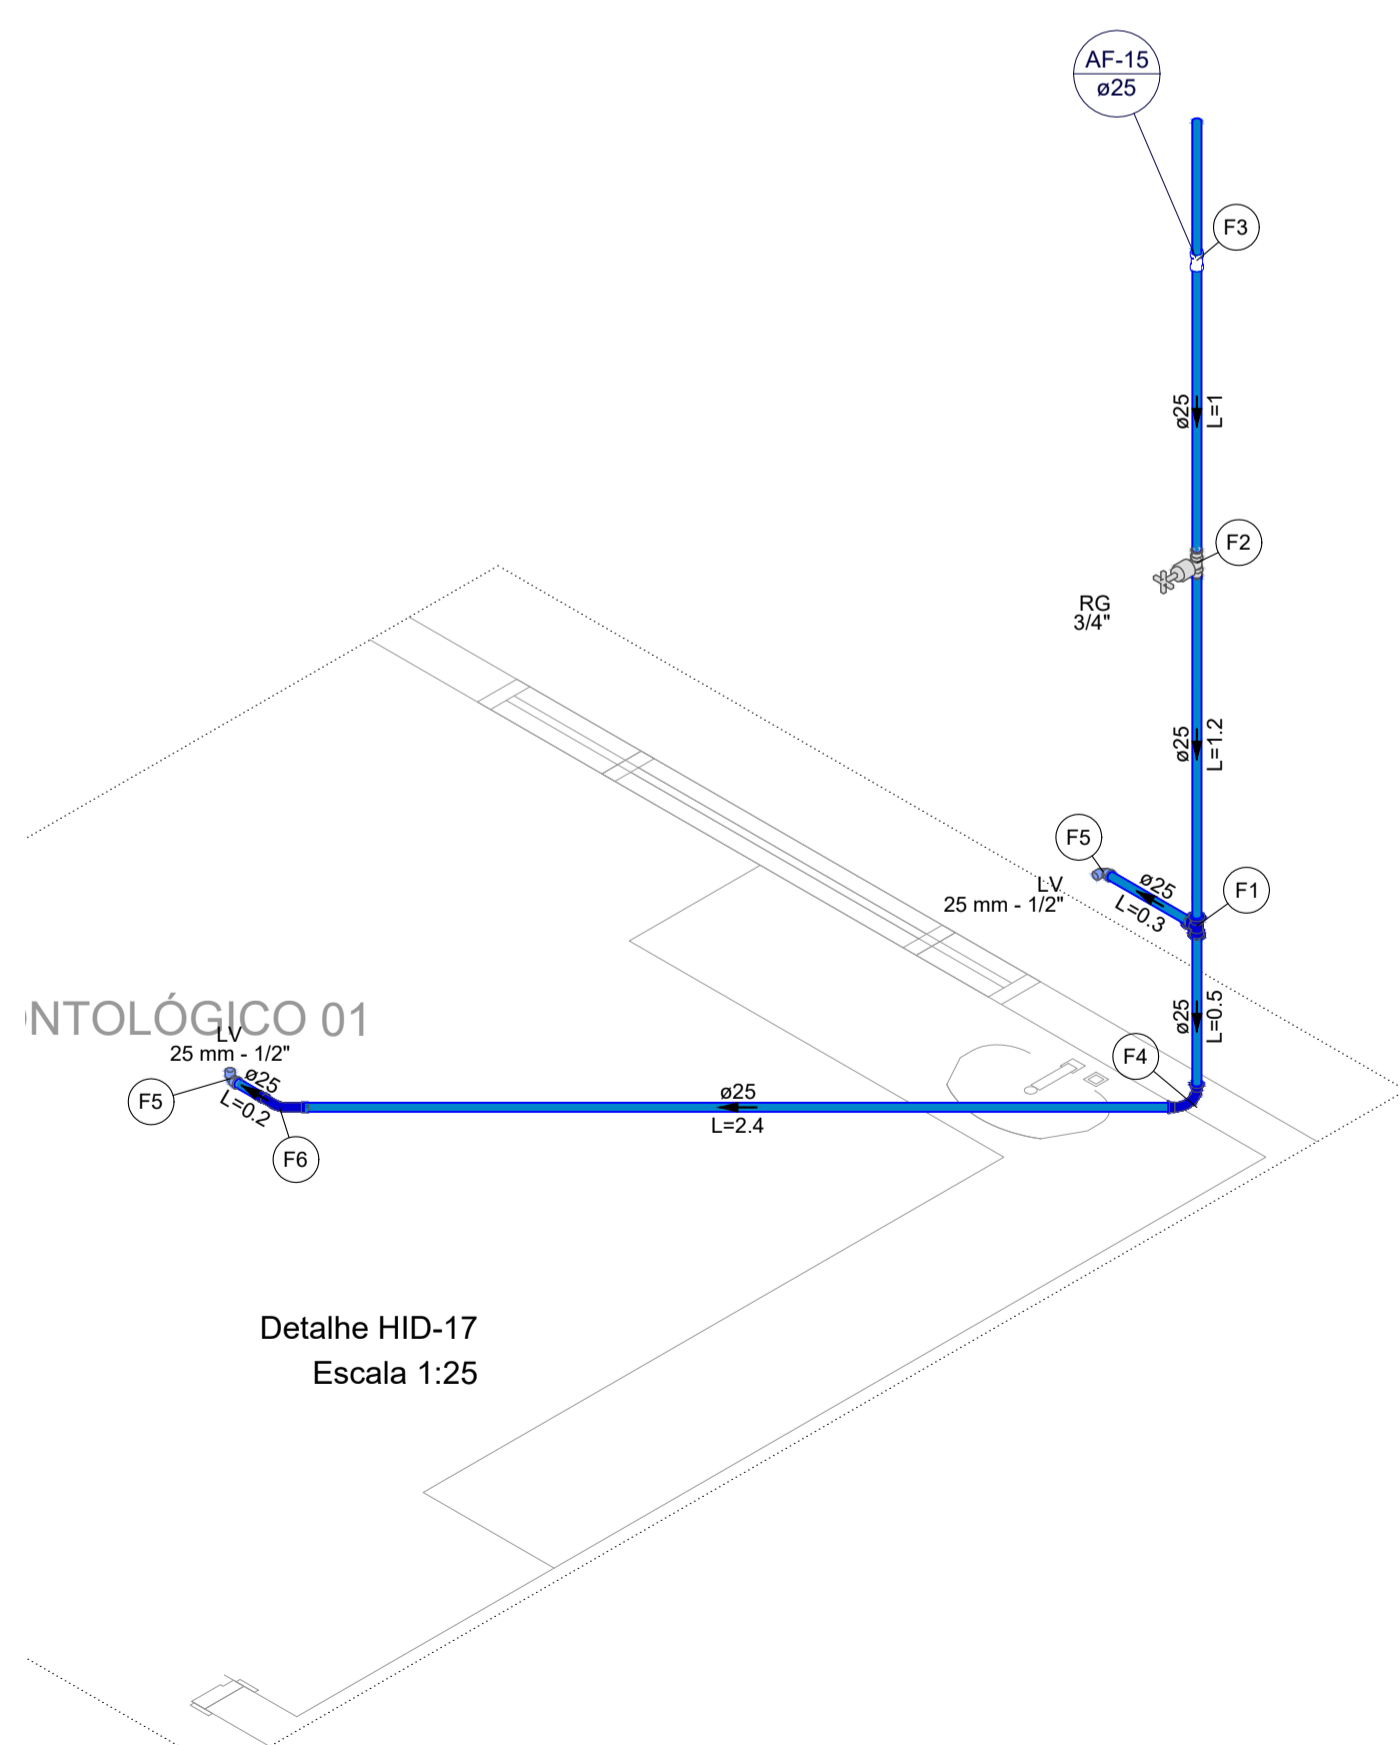 AF-15
ø25
F3
ø25
L=1
F2
RG
3/4"
ø25
L=1.2
F5
ø25
L=0.3
LV
25 mm - 1/2"
F1
ø25
L=0.5
F4
NTOLÓGICO 01
LV
25 mm - 1/2"
ø25
L=0.2
F5
F6
ø25
L=2.4
Detalhe HID-17
Escala 1:25